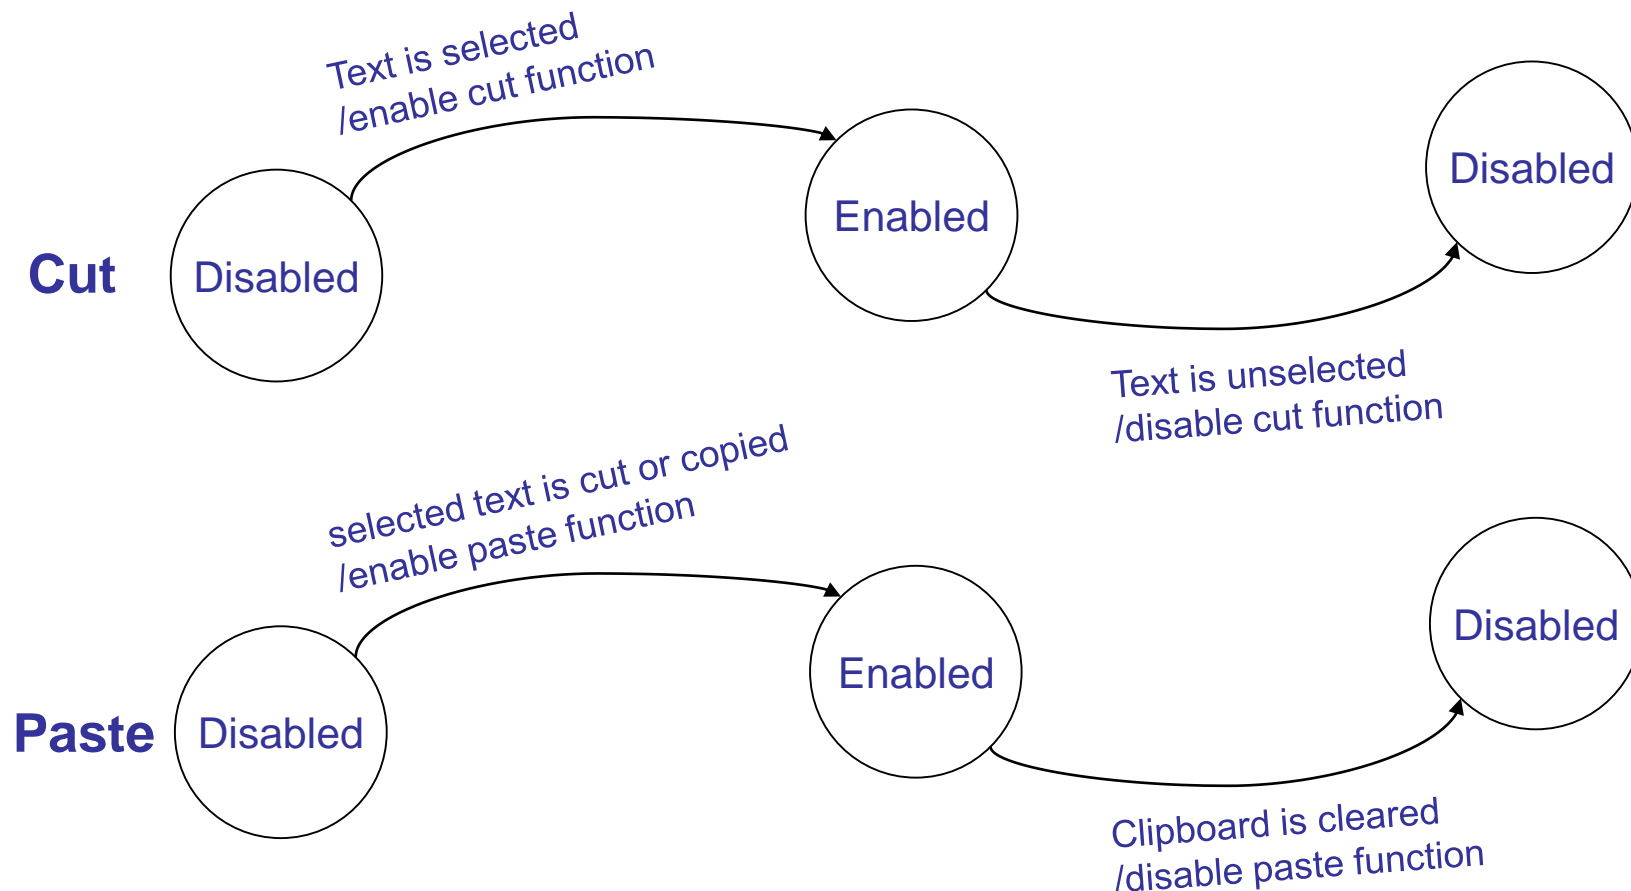 Text is selected
/enable cut function
Cut
Disabled
Enabled
Disabled
Text is unselected
/disable cut function
selected text is cut or copied
/enable paste function
Paste
Disabled
Enabled
Disabled
Clipboard is cleared
/disable paste function